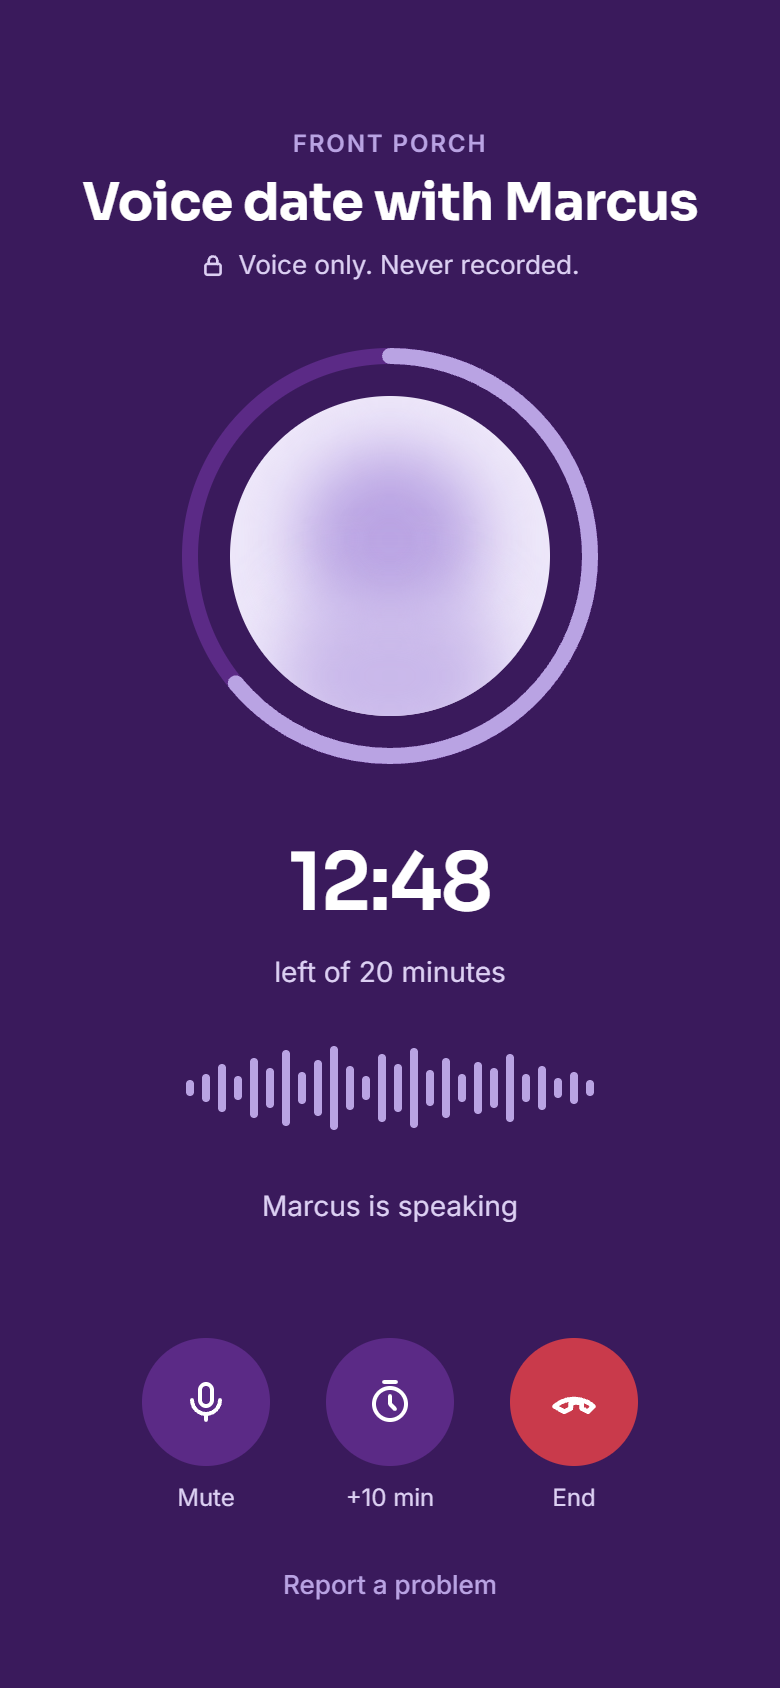 FRONT PORCH
Voice date with Marcus
Voice only. Never recorded.
12:48
left of 20 minutes
Marcus is speaking
Mute
+10 min
End
Report a problem